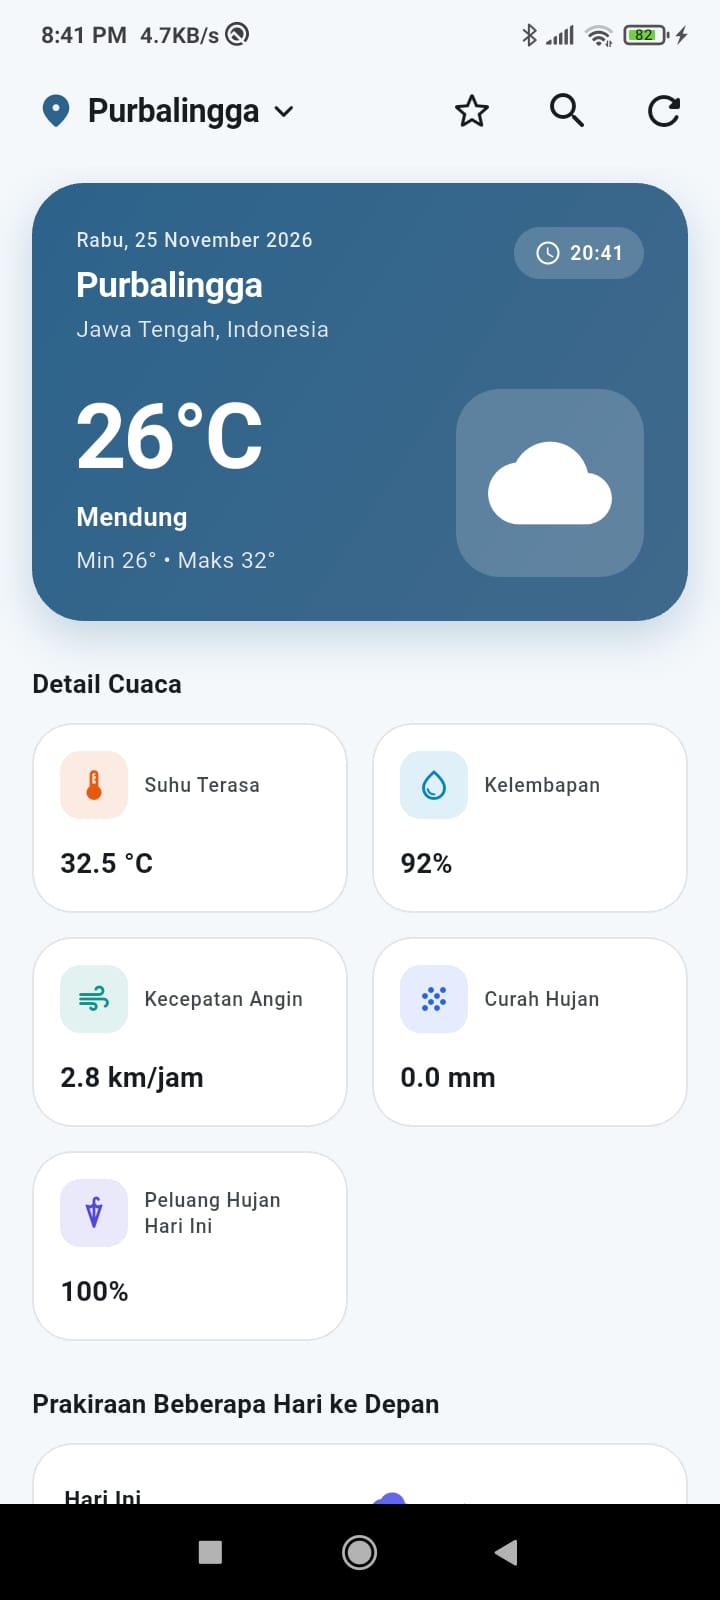 8:41 PM 4.7KB/s
82
Purbalingga
Rabu, 25 November 2026
20:41
Purbalingga
Jawa Tengah, Indonesia
26°C
Mendung
Min 26° • Maks 32°
Detail Cuaca
Suhu Terasa
32.5 °C
Kelembapan
92%
Kecepatan Angin
2.8 km/jam
Curah Hujan
0.0 mm
Peluang Hujan
Hari Ini
100%
Prakiraan Beberapa Hari ke Depan
Hari Ini